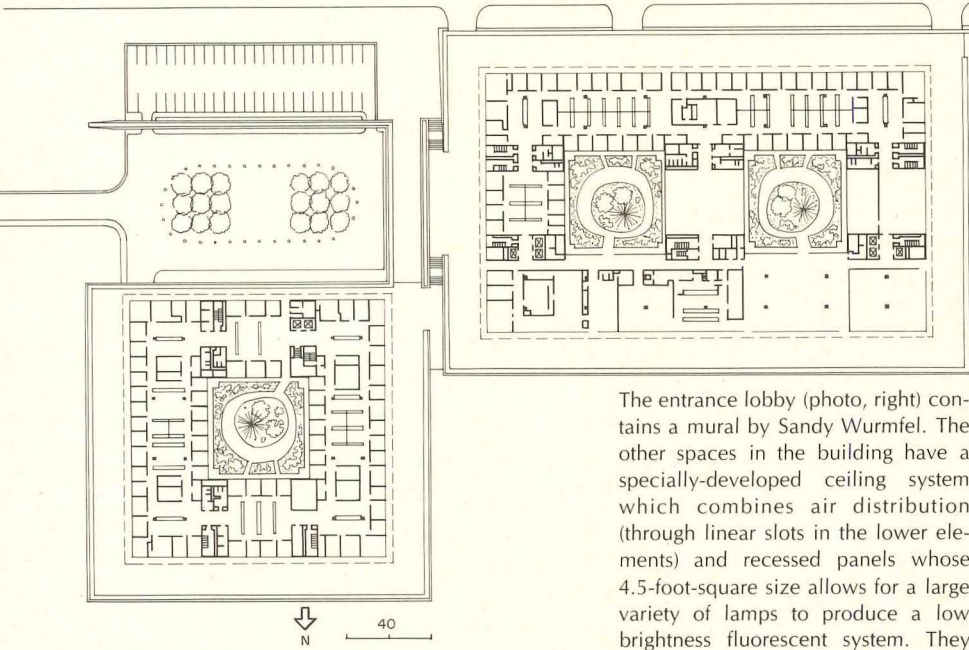 The entrance lobby (photo, right) con-
tains a mural by Sandy Wurmfel. The
other spaces in the building have a
specially-developed ceiling system
which combines air distribution
(through linear slots in the lower ele-
ments) and recessed panels whose
4.5-foot-square size allows for a large
variety of lamps to produce a low
brightness fluorescent system. They
N
40